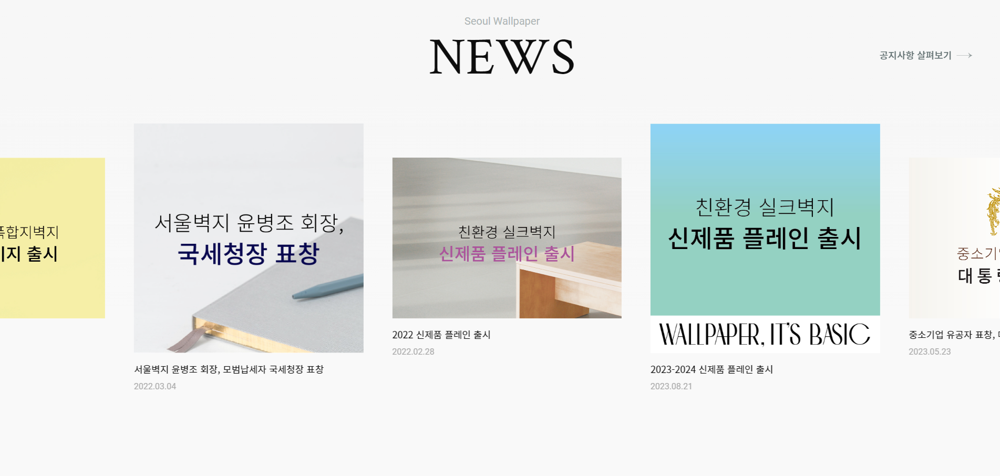 Seoul Wallpaper
NEWS
공지사항 살펴보기
합지벽지
지 출시
서울벽지 윤병조 회장,
국세청장 표창
서울벽지 윤병조 회장, 모범납세자 국세청장 표창
2022.03.04
친환경 실크벽지
신제품 플레인 출시
2022 신제품 플레인 출시
2022.02.28
친환경 실크벽지
신제품 플레인 출시
WALLPAPER, IT'S BASIC
2023-2024 신제품 플레인 출시
2023.08.21
중소기
대통
중소기업 유공자 표창,
2023.05.23